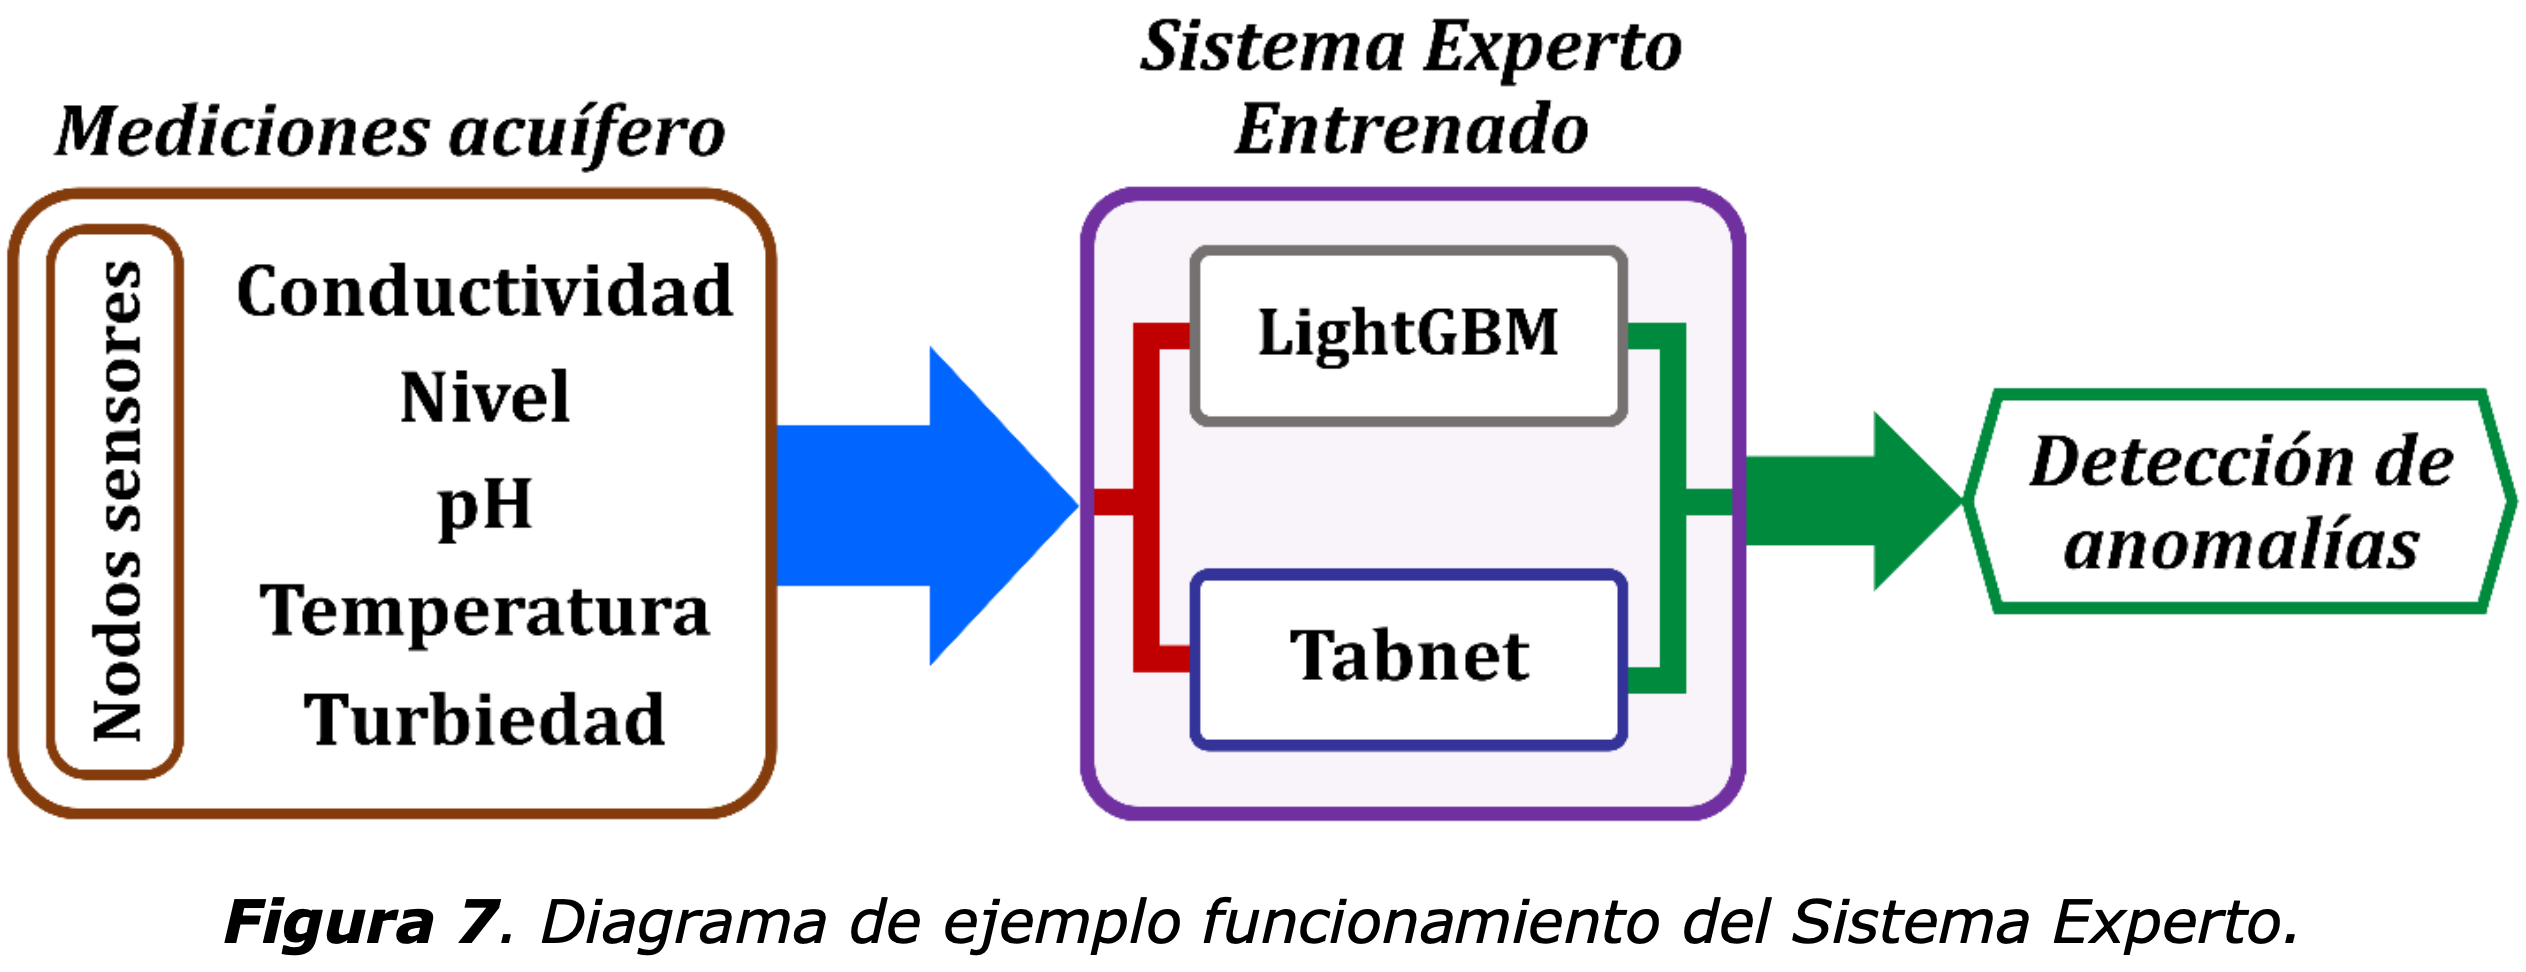 Mediciones acuífero
Nodos sensores
Conductividad
Nivel
pH
Temperatura
Turbiedad
Sistema Experto
Entrenado
LightGBM
Tabnet
Detección de
anomalías
Figura 7. Diagrama de ejemplo funcionamiento del Sistema Experto.